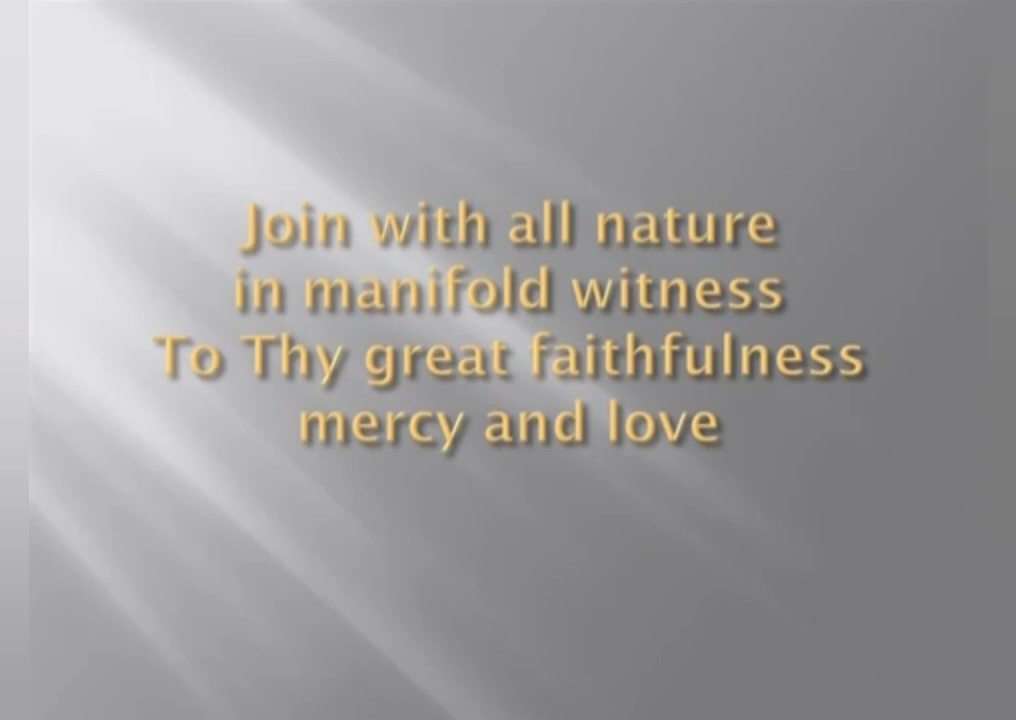 Join with all nature
in manifold witness
To Thy great faithfulness
mercy and love